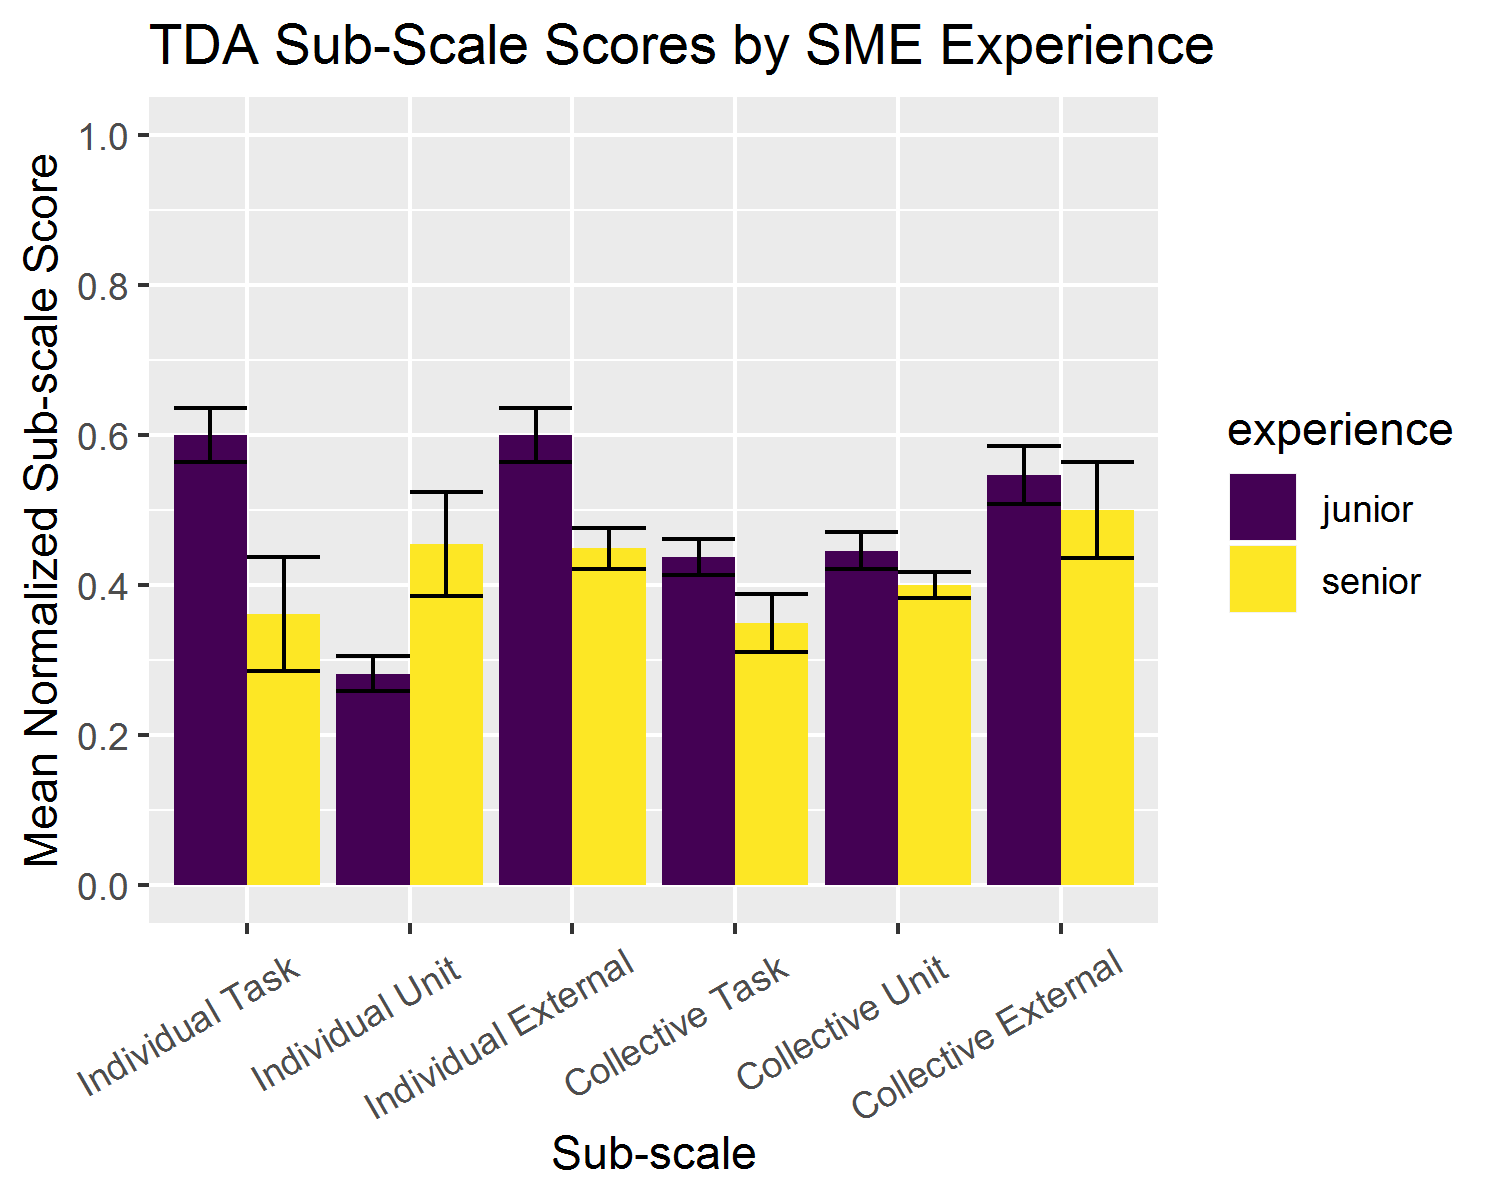 TDA Sub-Scale Scores by SME Experience
Mean Normalized Sub-scale Score
1.0
0.8
0.6
0.4
0.2
0.0
Individual Task
Individual Unit
Individual External
Collective Task
Collective Unit
Collective External
Sub-scale
experience
junior
senior